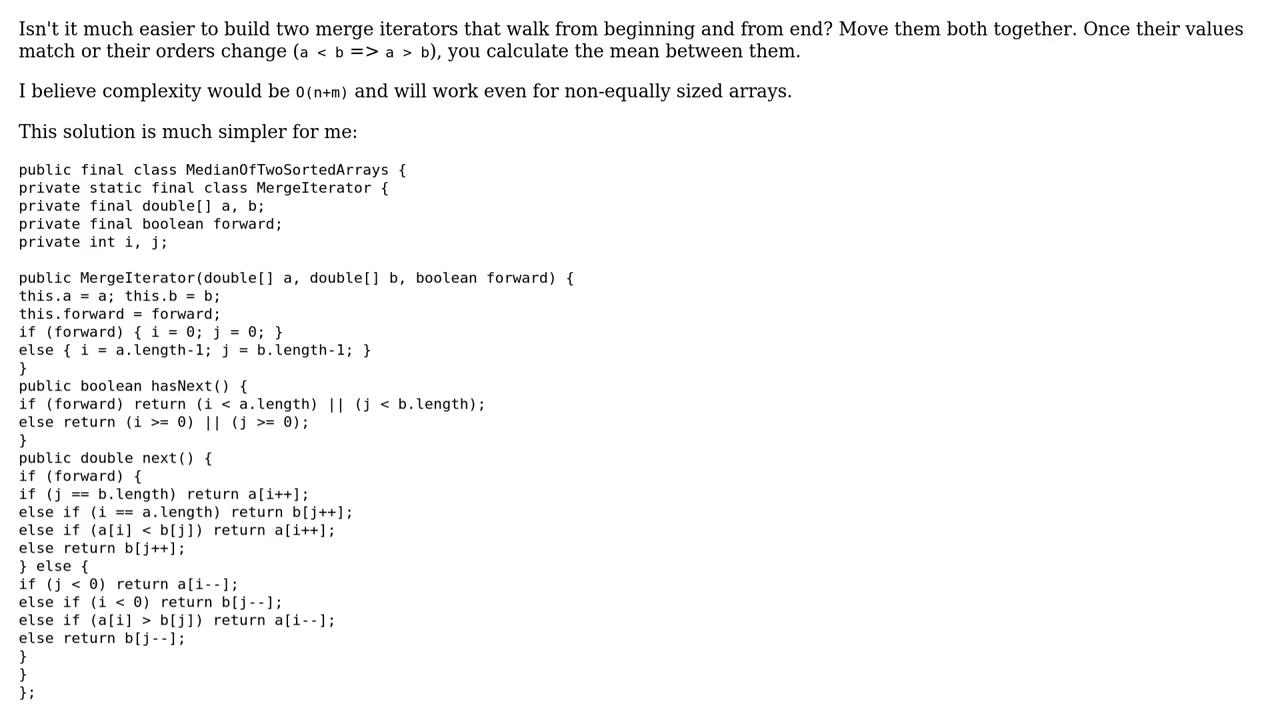 Isn't it much easier to build two merge iterators that walk from beginning and from end? Move them both together. Once their values
match or their orders change (a < b => a > b), you calculate the mean between them.
I believe complexity would be O(n+m) and will work even for non-equally sized arrays.
This solution is much simpler for me:
public final class MedianOfTwoSortedArrays {
private static final class MergeIterator {
private final double[] a, b;
private final boolean forward;
private int i, j;
public MergeIterator(double[] a, double[] b, boolean forward) {
this.a = a; this.b = b;
this.forward = forward;
if (forward) { i = 0; j = 0; }
else { i = a.length-1; j = b.length-1; }
}
public boolean hasNext() {
if (forward) return (i < a.length) || (j < b.length);
else return (i >= 0) || (j >= 0);
}
public double next() {
if (forward) {
if (j == b.length) return a[i++];
else if (i == a.length) return b[j++];
else if (a[i] < b[j]) return a[i++];
else return b[j++];
} else {
if (j < 0) return a[i--];
else if (i < 0) return b[j--];
else if (a[i] > b[j]) return a[i--];
else return b[j--];
}
}
};